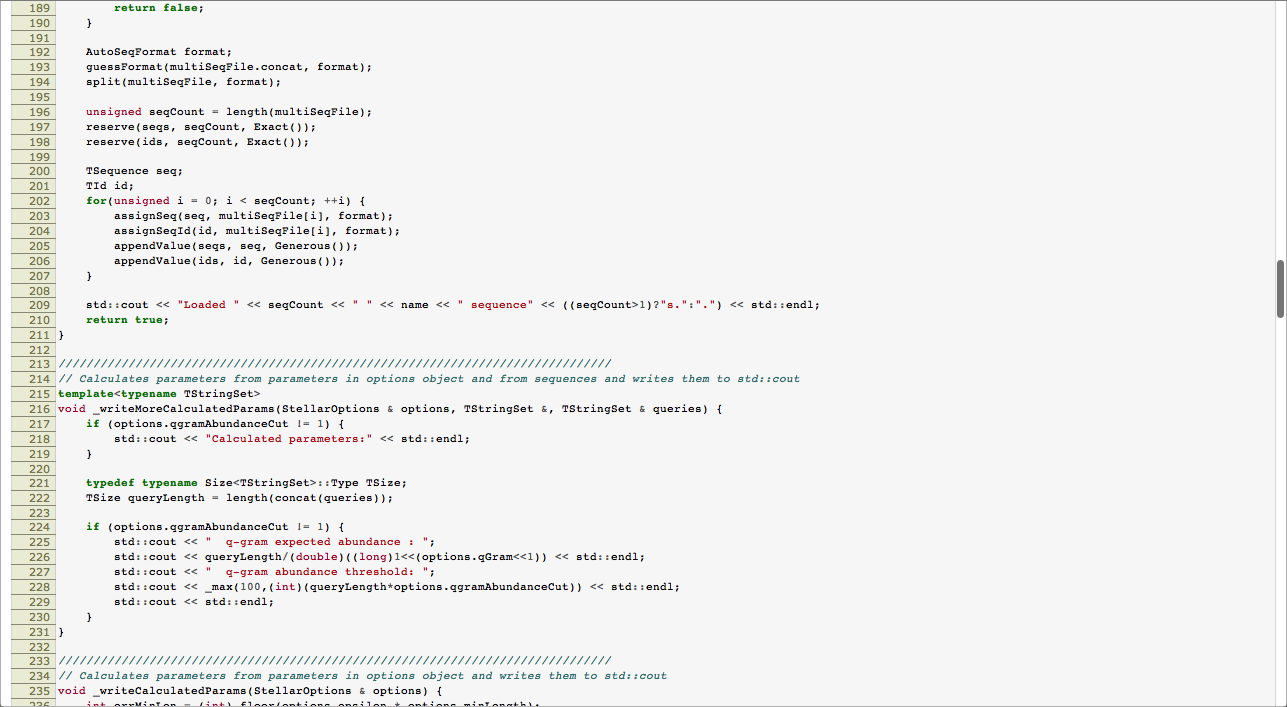 189         return false;
190     }
191
192     AutoSeqFormat format;
193     guessFormat(multiSeqFile.concat, format);
194     split(multiSeqFile, format);
195
196     unsigned seqCount = length(multiSeqFile);
197     reserve(seqs, seqCount, Exact());
198     reserve(ids, seqCount, Exact());
199
200     TSequence seq;
201     TId id;
202     for(unsigned i = 0; i < seqCount; ++i) {
203         assignSeq(seq, multiSeqFile[i], format);
204         assignSeqId(id, multiSeqFile[i], format);
205         appendValue(seqs, seq, Generous());
206         appendValue(ids, id, Generous());
207     }
208
209     std::cout << "Loaded " << seqCount << " " << name << " sequence" << ((seqCount>1)?"s.":".") << std::endl;
210     return true;
211 }
212
213 ///////////////////////////////////////////////////////////////////////////////
214 // Calculates parameters from parameters in options object and from sequences and writes them to std::cout
215 template<typename TStringSet>
216 void _writeMoreCalculatedParams(StellarOptions & options, TStringSet &, TStringSet & queries) {
217     if (options.qgramAbundanceCut != 1) {
218         std::cout << "Calculated parameters:" << std::endl;
219     }
220
221     typedef typename Size<TStringSet>::Type TSize;
222     TSize queryLength = length(concat(queries));
223
224     if (options.qgramAbundanceCut != 1) {
225         std::cout << "  q-gram expected abundance : ";
226         std::cout << queryLength/(double)((long)1<<(options.qGram<<1)) << std::endl;
227         std::cout << "  q-gram abundance threshold: ";
228         std::cout << _max(100,(int)(queryLength*options.qgramAbundanceCut)) << std::endl;
229         std::cout << std::endl;
230     }
231 }
232
233 ///////////////////////////////////////////////////////////////////////////////
234 // Calculates parameters from parameters in options object and writes them to std::cout
235 void _writeCalculatedParams(StellarOptions & options) {
236     int errMinLen = (int) floor(options.epsilon * options.minLength);